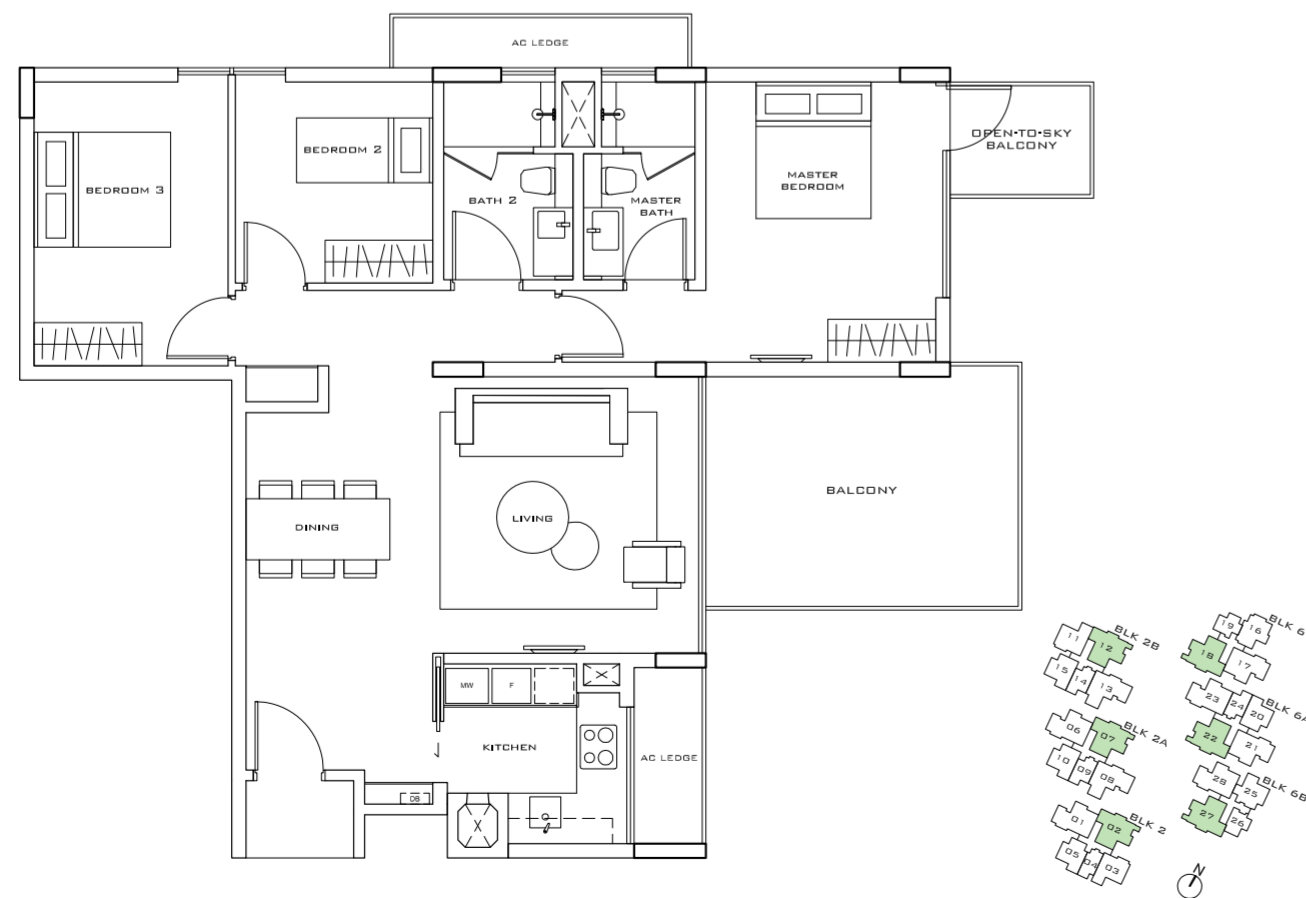 AC LEDGE
OPEN-TO-SKY
BALCONY
BEDROOM 2
BEDROOM 3
MASTER
BEDROOM
BATH 2
MASTER
BATH
BALCONY
LIVING
DINING
MW
F
KITCHEN
AC LEDGE
DB
11
12
BLK 2B
15
14
13
06
07
BLK 2A
10
09
08
01
02
BLK 2
05
04
03
19
16
BLK 6
18
17
23
24
20
BLK 6A
22
21
28
25
BLK 6B
27
26
N